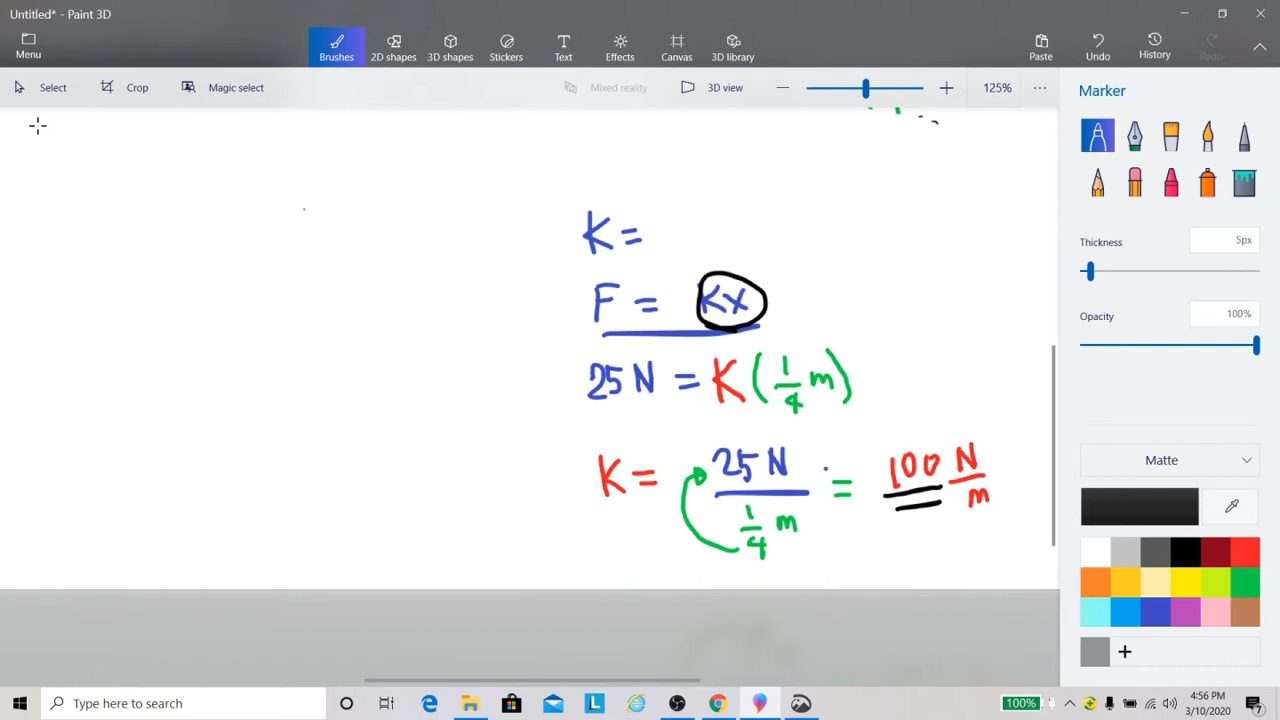 Untitled* - Paint 3D
Menu
Brushes 2D shapes 3D shapes Stickers Text Effects Canvas 3D library Paste Undo History Redo
Select Crop Magic select Mixed reality 3D view 125%
Marker
Thickness 5px
Opacity 100%
Matte
K =
F = KX
25 N = K (1/4 m)
K = 25 N / 1/4 m = 100 N/m
Type here to search
L
100%
4:56 PM
3/10/2020
7